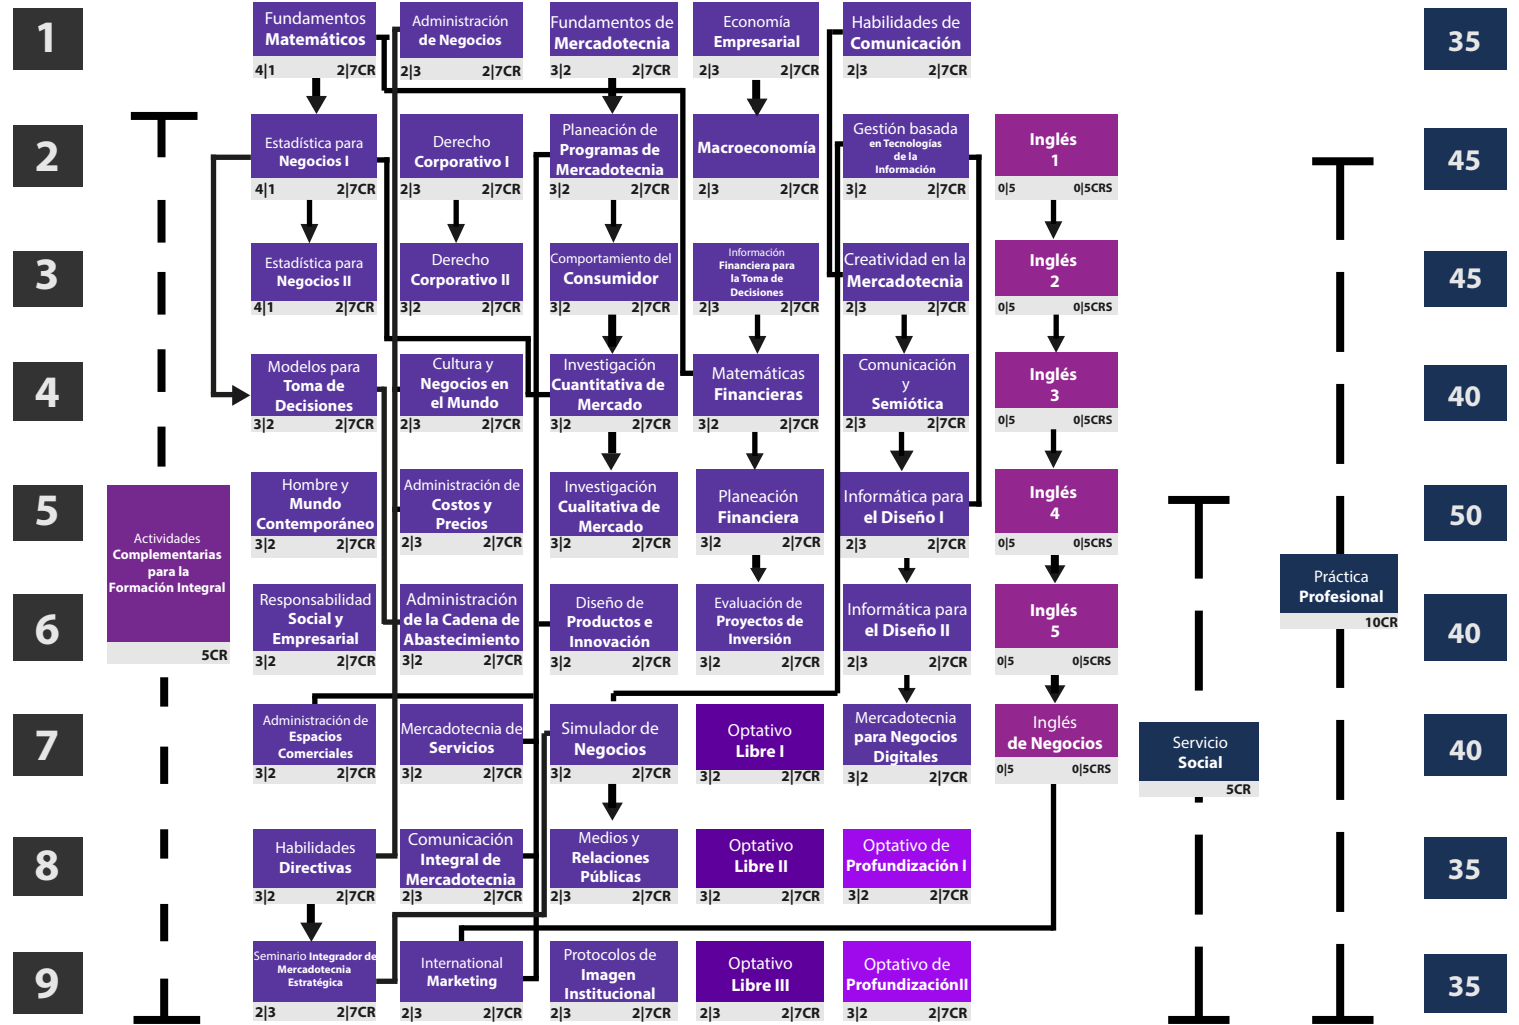 1
Fundamentos
Matemáticos
4|1 2|7CR
Administración
de Negocios
2|3 2|7CR
Fundamentos de
Mercadotecnia
3|2 2|7CR
Economía
Empresarial
2|3 2|7CR
Habilidades de
Comunicación
2|3 2|7CR
35
2
Estadística para
Negocios I
4|1 2|7CR
Derecho
Corporativo I
2|3 2|7CR
Planeación de
Programas de
Mercadotecnia
3|2 2|7CR
Macroeconomía
2|3 2|7CR
Gestión basada
en Tecnologías
de la
Información
3|2 2|7CR
Inglés
1
0|5 0|5CRS
45
3
Estadística para
Negocios II
4|1 2|7CR
Derecho
Corporativo II
3|2 2|7CR
Comportamiento del
Consumidor
3|2 2|7CR
Información
Financiera para
la Toma de
Decisiones
2|3 2|7CR
Creatividad en la
Mercadotecnia
2|3 2|7CR
Inglés
2
0|5 0|5CRS
45
4
Modelos para
Toma de
Decisiones
3|2 2|7CR
Cultura y
Negocios en
el Mundo
2|3 2|7CR
Investigación
Cuantitativa de
Mercado
3|2 2|7CR
Matemáticas
Financieras
3|2 2|7CR
Comunicación
y
Semiótica
2|3 2|7CR
Inglés
3
0|5 0|5CRS
40
5
Actividades
Complementarias
para la
Formación Integral
5CR
Hombre y
Mundo
Contemporáneo
3|2 2|7CR
Administración de
Costos y
Precios
2|3 2|7CR
Investigación
Cualitativa de
Mercado
3|2 2|7CR
Planeación
Financiera
3|2 2|7CR
Informática para
el Diseño I
2|3 2|7CR
Inglés
4
0|5 0|5CRS
50
6
Responsabilidad
Social y
Empresarial
3|2 2|7CR
Administración
de la Cadena de
Abastecimiento
3|2 2|7CR
Diseño de
Productos e
Innovación
3|2 2|7CR
Evaluación de
Proyectos de
Inversión
3|2 2|7CR
Informática para
el Diseño II
2|3 2|7CR
Inglés
5
0|5 0|5CRS
Práctica
Profesional
10CR
40
7
Administración de
Espacios
Comerciales
3|2 2|7CR
Mercadotecnia de
Servicios
3|2 2|7CR
Simulador de
Negocios
3|2 2|7CR
Optativo
Libre I
3|2 2|7CR
Mercadotecnia
para Negocios
Digitales
3|2 2|7CR
Inglés
de Negocios
0|5 0|5CRS
Servicio
Social
5CR
40
8
Habilidades
Directivas
3|2 2|7CR
Comunicación
Integral de
Mercadotecnia
2|3 2|7CR
Medios y
Relaciones
Públicas
2|3 2|7CR
Optativo
Libre II
3|2 2|7CR
Optativo de
Profundización I
3|2 2|7CR
35
9
Seminario Integrador de
Mercadotecnia
Estratégica
2|3 2|7CR
International
Marketing
2|3 2|7CR
Protocolos de
Imagen
Institucional
2|3 2|7CR
Optativo
Libre III
2|3 2|7CR
Optativo de
ProfundizaciónII
3|2 2|7CR
35